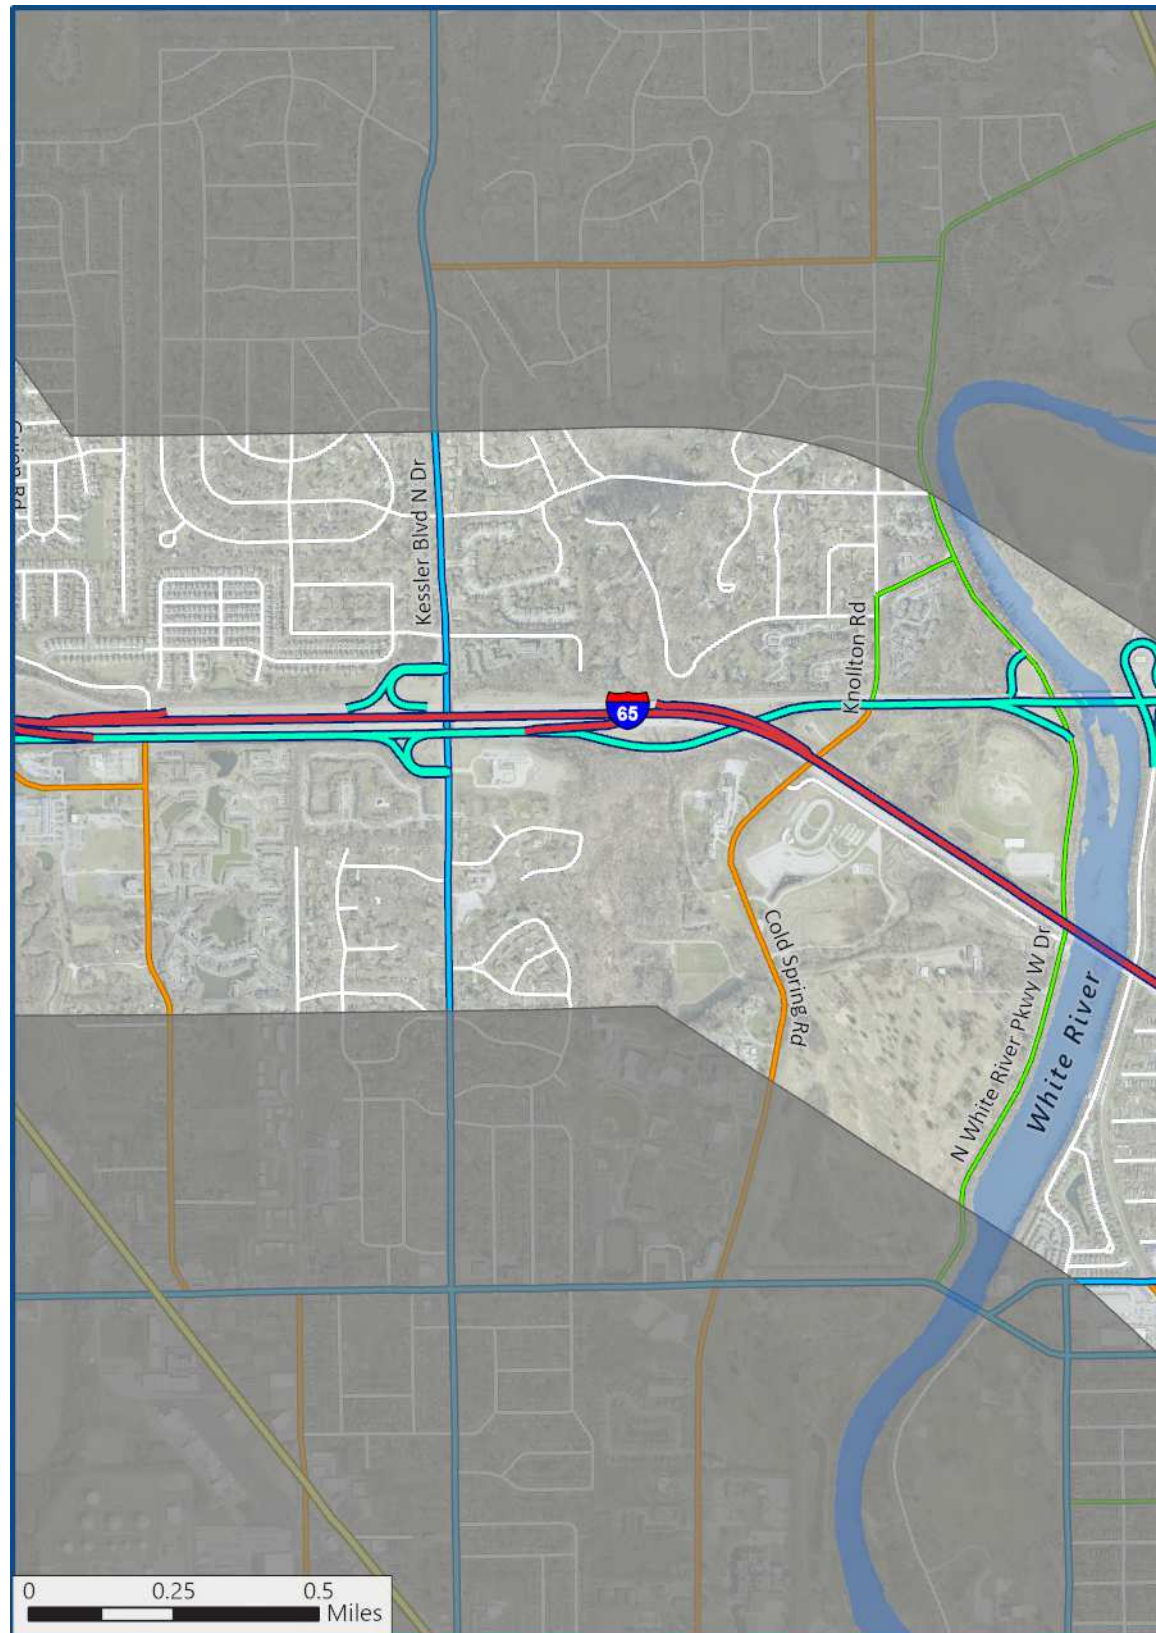 Kessler Blvd N Dr
Knollton Rd
65
Cold Spring Rd
N White River Pkwy W Dr
White River
0 0.25 0.5
Miles